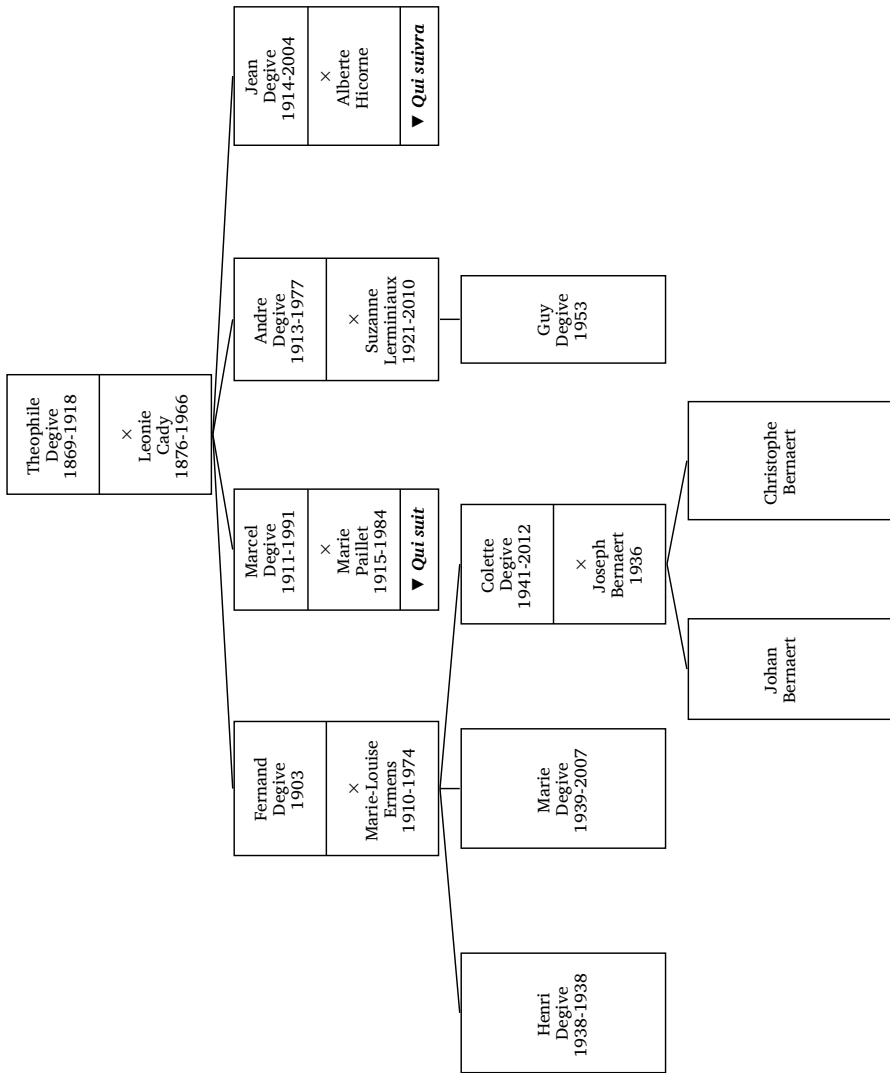 Theophile
Degive
1869-1918
×
Leonie
Cady
1876-1966
Fernand
Degive
1903
×
Marie-Louise
Ermens
1910-1974
Marcel
Degive
1911-1991
×
Marie
Paillet
1915-1984
▼ Qui suit
Andre
Degive
1913-1977
×
Suzanne
Lerminiaux
1921-2010
Jean
Degive
1914-2004
×
Alberte
Hicorne
▼ Qui suivra
Henri
Degive
1938-1938
Marie
Degive
1939-2007
Colette
Degive
1941-2012
×
Joseph
Bernaert
1936
Guy
Degive
1953
Johan
Bernaert
Christophe
Bernaert